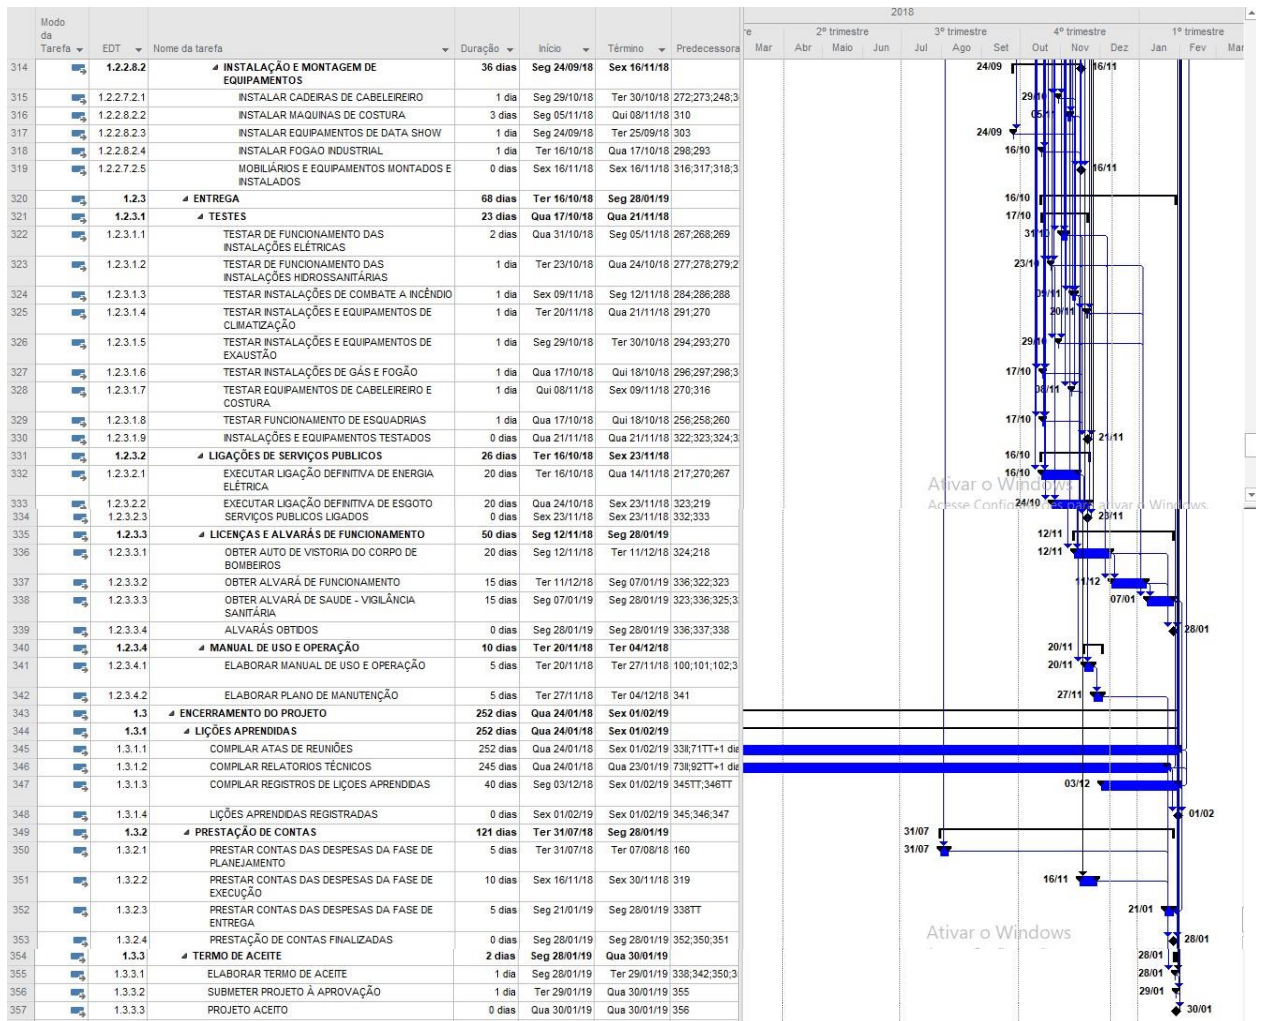 2018
Modo
da
Tarefa EDT Nome da tarefa Duração Início Término Predecessora
re 2º trimestre 3º trimestre 4º trimestre 1º trimestre
Mar Abr Maio Jun Jul Ago Set Out Nov Dez Jan Fev Mar
314 1.2.2.8.2 INSTALAÇÃO E MONTAGEM DE 36 dias Seg 24/09/18 Sex 16/11/18 24/09 16/11
EQUIPAMENTOS
315 1.2.2.7.2.1 INSTALAR CADEIRAS DE CABELEIREIRO 1 dia Seg 29/10/18 Ter 30/10/18 272;273;248;3 29/10
316 1.2.2.8.2.2 INSTALAR MAQUINAS DE COSTURA 3 dias Seg 05/11/18 Qui 08/11/18 310 05/11
317 1.2.2.8.2.3 INSTALAR EQUIPAMENTOS DE DATA SHOW 1 dia Seg 24/09/18 Ter 25/09/18 303 24/09
318 1.2.2.8.2.4 INSTALAR FOGAO INDUSTRIAL 1 dia Ter 16/10/18 Qua 17/10/18 298;293 16/10
319 1.2.2.7.2.5 MOBILIÁRIOS E EQUIPAMENTOS MONTADOS E 0 dias Sex 16/11/18 Sex 16/11/18 316;317;318;3 16/11
INSTALADOS
320 1.2.3 ENTREGA 68 dias Ter 16/10/18 Seg 28/01/19 16/10
321 1.2.3.1 TESTES 23 dias Qua 17/10/18 Qua 21/11/18 17/10
322 1.2.3.1.1 TESTAR DE FUNCIONAMENTO DAS 2 dias Qua 31/10/18 Seg 05/11/18 267;268;269 31/10
INSTALAÇÕES ELÉTRICAS
323 1.2.3.1.2 TESTAR DE FUNCIONAMENTO DAS 1 dia Ter 23/10/18 Qua 24/10/18 277;278;279;2 23/10
INSTALAÇÕES HIDROSSANITÁRIAS
324 1.2.3.1.3 TESTAR INSTALAÇÕES DE COMBATE A INCÊNDIO 1 dia Sex 09/11/18 Seg 12/11/18 284;286;288 09/11
325 1.2.3.1.4 TESTAR INSTALAÇÕES E EQUIPAMENTOS DE 1 dia Ter 20/11/18 Qua 21/11/18 291;270 20/11
CLIMATIZAÇÃO
326 1.2.3.1.5 TESTAR INSTALAÇÕES E EQUIPAMENTOS DE 1 dia Seg 29/10/18 Ter 30/10/18 294;293;270 29/10
EXAUSTÃO
327 1.2.3.1.6 TESTAR INSTALAÇÕES DE GÁS E FOGÃO 1 dia Qua 17/10/18 Qui 18/10/18 296;297;298;3 17/10
328 1.2.3.1.7 TESTAR EQUIPAMENTOS DE CABELEIREIRO E 1 dia Qui 08/11/18 Sex 09/11/18 270;316 08/11
COSTURA
329 1.2.3.1.8 TESTAR FUNCIONAMENTO DE ESQUADRIAS 1 dia Qua 17/10/18 Qui 18/10/18 256;258;260 17/10
330 1.2.3.1.9 INSTALAÇÕES E EQUIPAMENTOS TESTADOS 0 dias Qua 21/11/18 Qua 21/11/18 322;323;324;3 21/11
331 1.2.3.2 LIGAÇÕES DE SERVIÇOS PUBLICOS 26 dias Ter 16/10/18 Sex 23/11/18 16/10
332 1.2.3.2.1 EXECUTAR LIGAÇÃO DEFINITIVA DE ENERGIA 20 dias Ter 16/10/18 Qua 14/11/18 217;270;267 16/10
ELÉTRICA
Ativar o Windows
333 1.2.3.2.2 EXECUTAR LIGAÇÃO DEFINITIVA DE ESGOTO 20 dias Qua 24/10/18 Sex 23/11/18 323;219 24/10
Acesse Configurações para ativar o Windows.
334 1.2.3.2.3 SERVIÇOS PUBLICOS LIGADOS 0 dias Sex 23/11/18 Sex 23/11/18 332;333 23/11
335 1.2.3.3 LICENÇAS E ALVARÁS DE FUNCIONAMENTO 50 dias Seg 12/11/18 Seg 28/01/19 12/11
336 1.2.3.3.1 OBTER AUTO DE VISTORIA DO CORPO DE 20 dias Seg 12/11/18 Ter 11/12/18 324;218 12/11
BOMBEIROS
337 1.2.3.3.2 OBTER ALVARÁ DE FUNCIONAMENTO 15 dias Ter 11/12/18 Seg 07/01/19 336;322;323 11/12
338 1.2.3.3.3 OBTER ALVARÁ DE SAUDE - VIGILÂNCIA 15 dias Seg 07/01/19 Seg 28/01/19 323;336;325;3 07/01
SANITÁRIA
339 1.2.3.3.4 ALVARÁS OBTIDOS 0 dias Seg 28/01/19 Seg 28/01/19 336;337;338 28/01
340 1.2.3.4 MANUAL DE USO E OPERAÇÃO 10 dias Ter 20/11/18 Ter 04/12/18 20/11
341 1.2.3.4.1 ELABORAR MANUAL DE USO E OPERAÇÃO 5 dias Ter 20/11/18 Ter 27/11/18 100;101;102;3 20/11
342 1.2.3.4.2 ELABORAR PLANO DE MANUTENÇÃO 5 dias Ter 27/11/18 Ter 04/12/18 341 27/11
343 1.3 ENCERRAMENTO DO PROJETO 252 dias Qua 24/01/18 Sex 01/02/19
344 1.3.1 LIÇÕES APRENDIDAS 252 dias Qua 24/01/18 Sex 01/02/19
345 1.3.1.1 COMPILAR ATAS DE REUNIÕES 252 dias Qua 24/01/18 Sex 01/02/19 33II;71TT+1 dia
346 1.3.1.2 COMPILAR RELATORIOS TÉCNICOS 245 dias Qua 24/01/18 Qua 23/01/19 73II;92TT+1 dia
347 1.3.1.3 COMPILAR REGISTROS DE LIÇOES APRENDIDAS 40 dias Seg 03/12/18 Sex 01/02/19 345TT;346TT 03/12
348 1.3.1.4 LIÇÕES APRENDIDAS REGISTRADAS 0 dias Sex 01/02/19 Sex 01/02/19 345;346;347 01/02
349 1.3.2 PRESTAÇÃO DE CONTAS 121 dias Ter 31/07/18 Seg 28/01/19 31/07
350 1.3.2.1 PRESTAR CONTAS DAS DESPESAS DA FASE DE 5 dias Ter 31/07/18 Ter 07/08/18 160 31/07
PLANEJAMENTO
351 1.3.2.2 PRESTAR CONTAS DAS DESPESAS DA FASE DE 10 dias Sex 16/11/18 Sex 30/11/18 319 16/11
EXECUÇÃO
352 1.3.2.3 PRESTAR CONTAS DAS DESPESAS DA FASE DE 5 dias Seg 21/01/19 Seg 28/01/19 338TT 21/01
ENTREGA
Ativar o Windows
353 1.3.2.4 PRESTAÇÃO DE CONTAS FINALIZADAS 0 dias Seg 28/01/19 Seg 28/01/19 352;350;351 28/01
354 1.3.3 TERMO DE ACEITE 2 dias Seg 28/01/19 Qua 30/01/19 28/01
355 1.3.3.1 ELABORAR TERMO DE ACEITE 1 dia Seg 28/01/19 Ter 29/01/19 338;342;350;3 28/01
356 1.3.3.2 SUBMETER PROJETO À APROVAÇÃO 1 dia Ter 29/01/19 Qua 30/01/19 355 29/01
357 1.3.3.3 PROJETO ACEITO 0 dias Qua 30/01/19 Qua 30/01/19 356 30/01